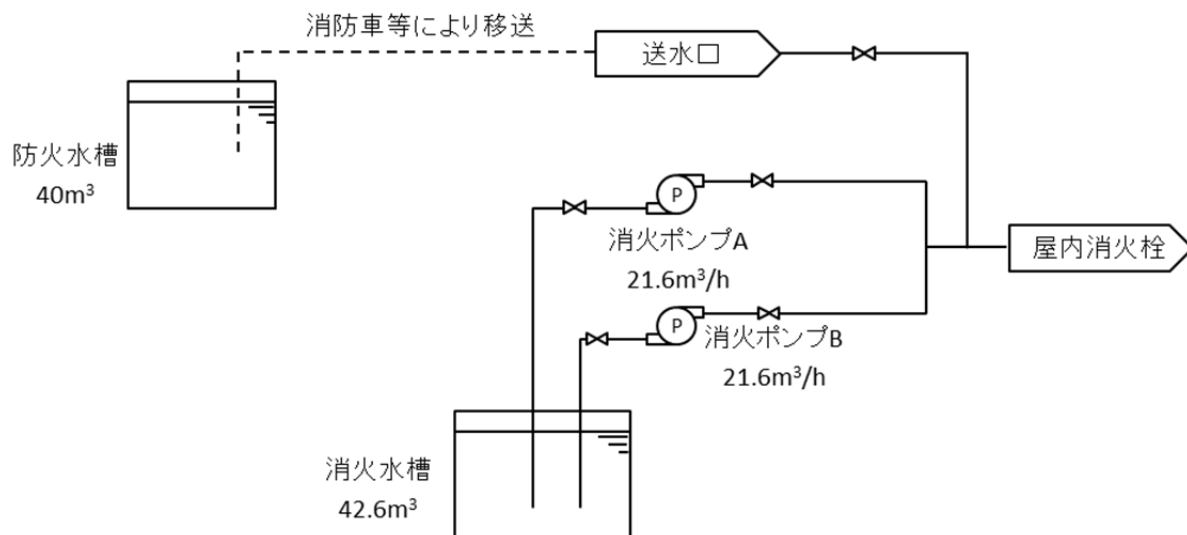 消防車等により移送
送水口
防火水槽
40m³
P
消火ポンプA
21.6m³/h
屋内消火栓
P
消火ポンプB
21.6m³/h
消火水槽
42.6m³